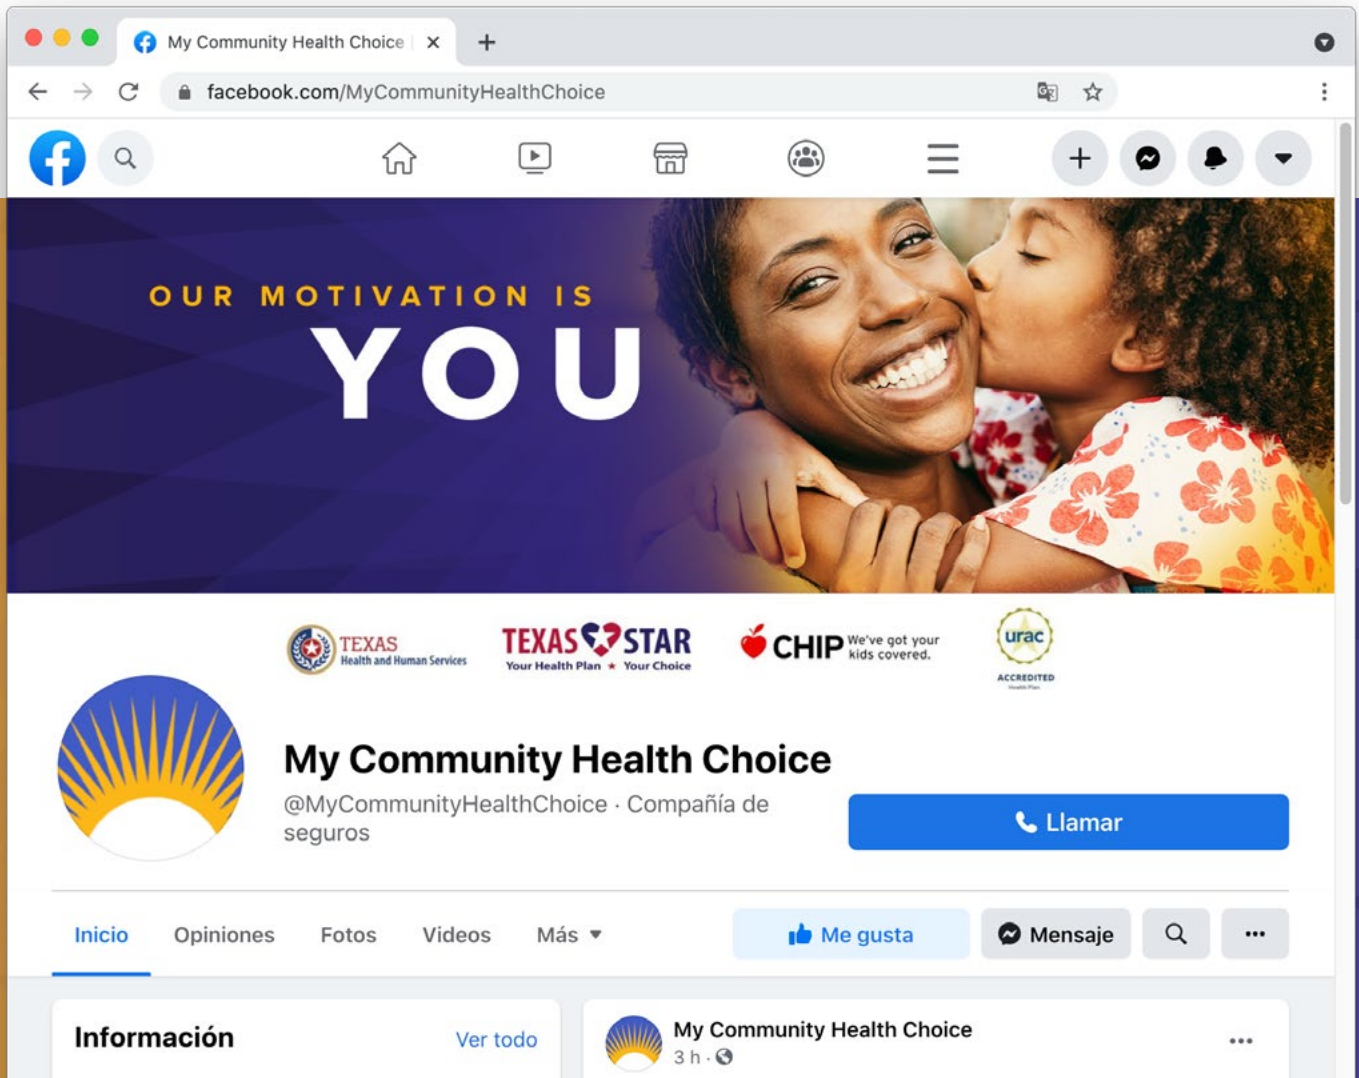 My Community Health Choice
facebook.com/MyCommunityHealthChoice
OUR MOTIVATION IS
YOU
TEXAS
Health and Human Services
TEXAS STAR
Your Health Plan ★ Your Choice
CHIP We've got your
kids covered.
urac
ACCREDITED
Health Plan
My Community Health Choice
@MyCommunityHealthChoice · Compañía de
seguros
Llamar
Inicio Opiniones Fotos Videos Más
Me gusta Mensaje
Información Ver todo
My Community Health Choice
3 h ·